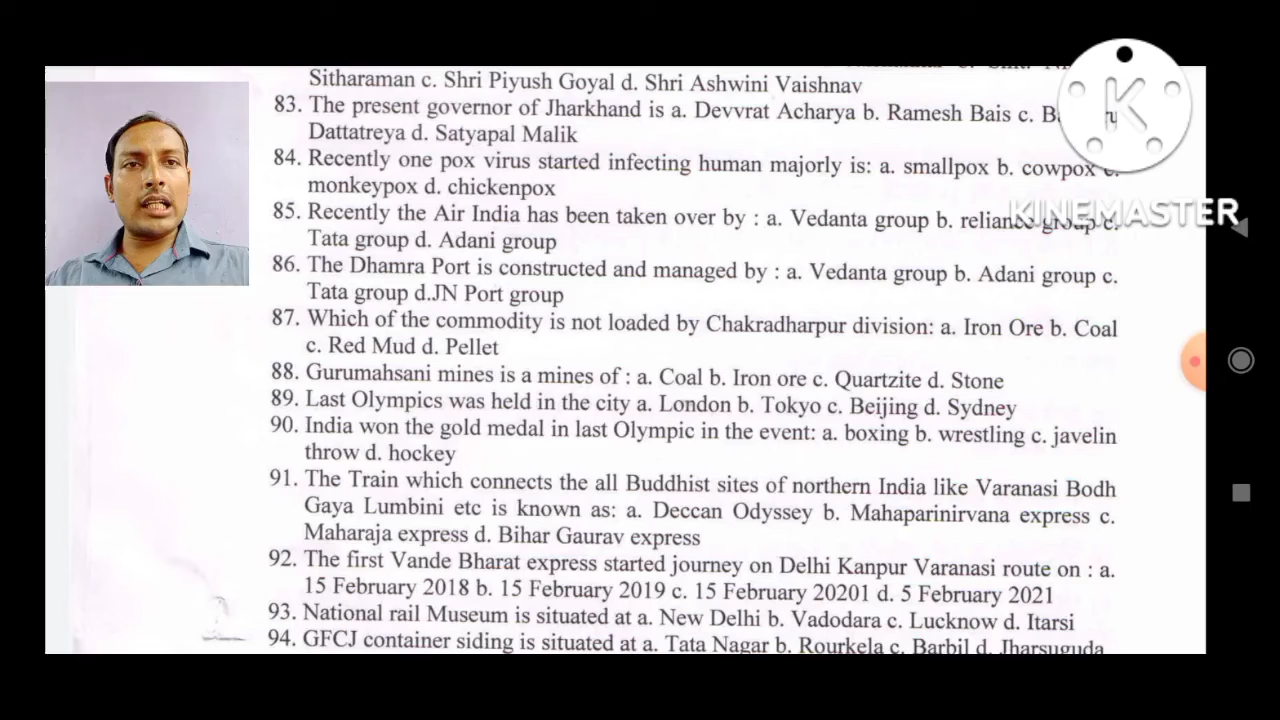 Sitharaman c. Shri Piyush Goyal d. Shri Ashwini Vaishnav
83. The present governor of Jharkhand is a. Devvrat Acharya b. Ramesh Bais c.
Dattatreya d. Satyapal Malik
84. Recently one pox virus started infecting human majorly is: a. smallpox b. cowpox c.
monkeypox d. chickenpox
85. Recently the Air India has been taken over by : a. Vedanta group b. reliance group c.
Tata group d. Adani group
86. The Dhamra Port is constructed and managed by : a. Vedanta group b. Adani group c.
Tata group d.JN Port group
87. Which of the commodity is not loaded by Chakradharpur division: a. Iron Ore b. Coal
c. Red Mud d. Pellet
88. Gurumahsani mines is a mines of : a. Coal b. Iron ore c. Quartzite d. Stone
89. Last Olympics was held in the city a. London b. Tokyo c. Beijing d. Sydney
90. India won the gold medal in last Olympic in the event: a. boxing b. wrestling c. javelin
throw d. hockey
91. The Train which connects the all Buddhist sites of northern India like Varanasi Bodh
Gaya Lumbini etc is known as: a. Deccan Odyssey b. Mahaparinirvana express c.
Maharaja express d. Bihar Gaurav express
92. The first Vande Bharat express started journey on Delhi Kanpur Varanasi route on : a.
15 February 2018 b. 15 February 2019 c. 15 February 20201 d. 5 February 2021
93. National rail Museum is situated at a. New Delhi b. Vadodara c. Lucknow d. Itarsi
94. GFCJ container siding is situated at a. Tata Nagar b. Rourkela c. Barbil d. Jharsuguda
K
KINEMASTER